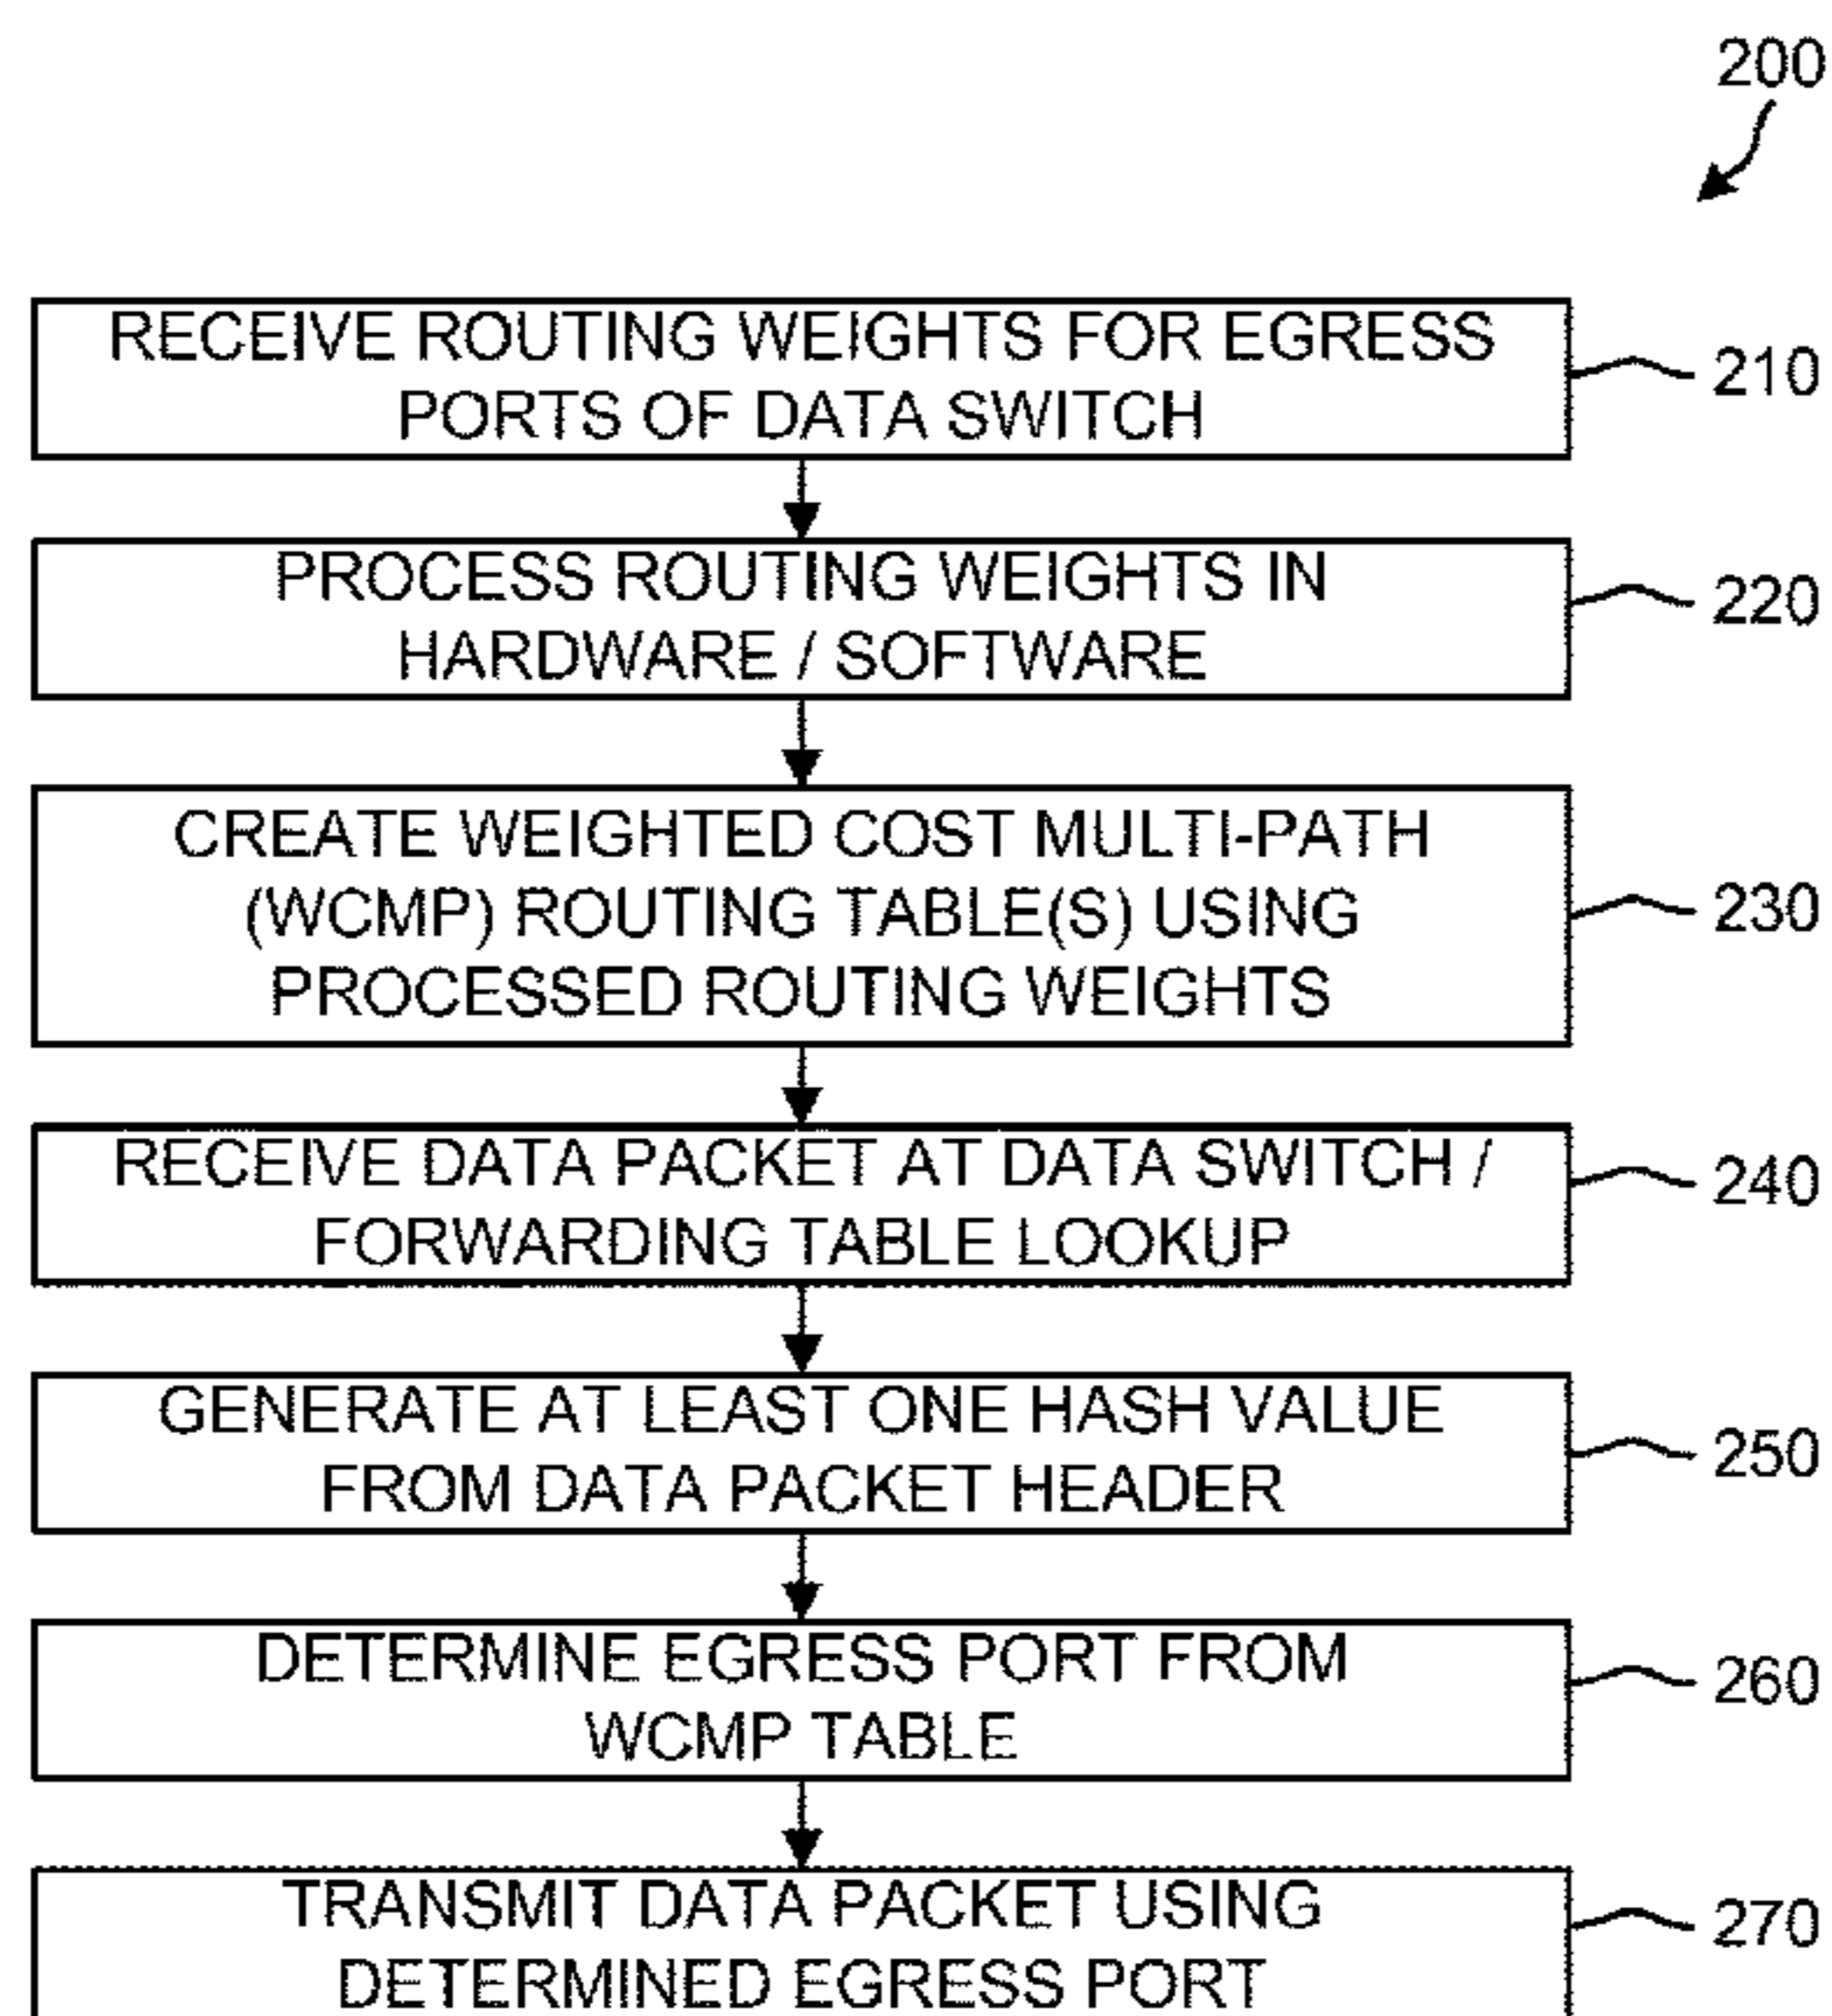 200
RECEIVE ROUTING WEIGHTS FOR EGRESS
PORTS OF DATA SWITCH
210
PROCESS ROUTING WEIGHTS IN
HARDWARE / SOFTWARE
220
CREATE WEIGHTED COST MULTI-PATH
(WCMP) ROUTING TABLE(S) USING
PROCESSED ROUTING WEIGHTS
230
RECEIVE DATA PACKET AT DATA SWITCH /
FORWARDING TABLE LOOKUP
240
GENERATE AT LEAST ONE HASH VALUE
FROM DATA PACKET HEADER
250
DETERMINE EGRESS PORT FROM
WCMP TABLE
260
TRANSMIT DATA PACKET USING
DETERMINED EGRESS PORT
270